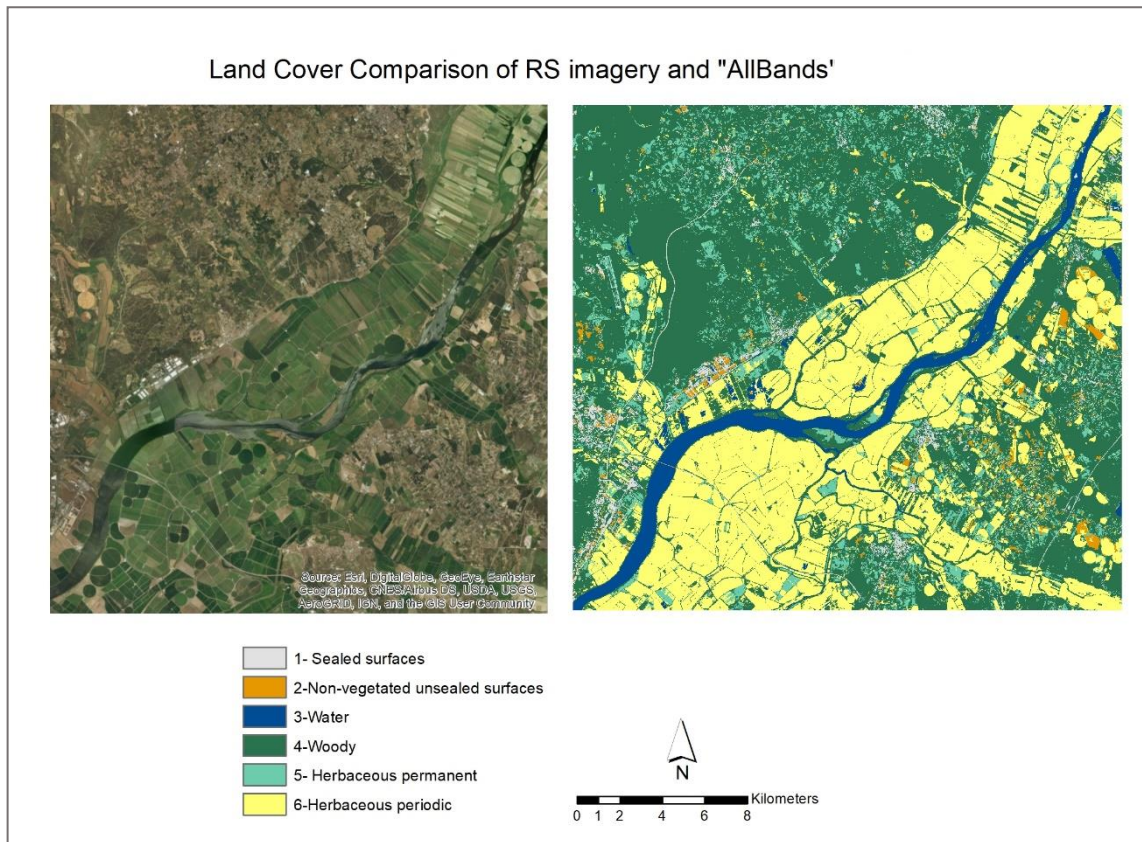 Land Cover Comparison of RS imagery and "AllBands'
Source: Esri, DigitalGlobe, GeoEye, Earthstar
Geographics, CNES/Airbus DS, USDA, USGS,
AeroGRID, IGN, and the GIS User Community
1- Sealed surfaces
2-Non-vegetated unsealed surfaces
3-Water
4-Woody
5- Herbaceous permanent
6-Herbaceous periodic
N
Kilometers
0 1 2 4 6 8